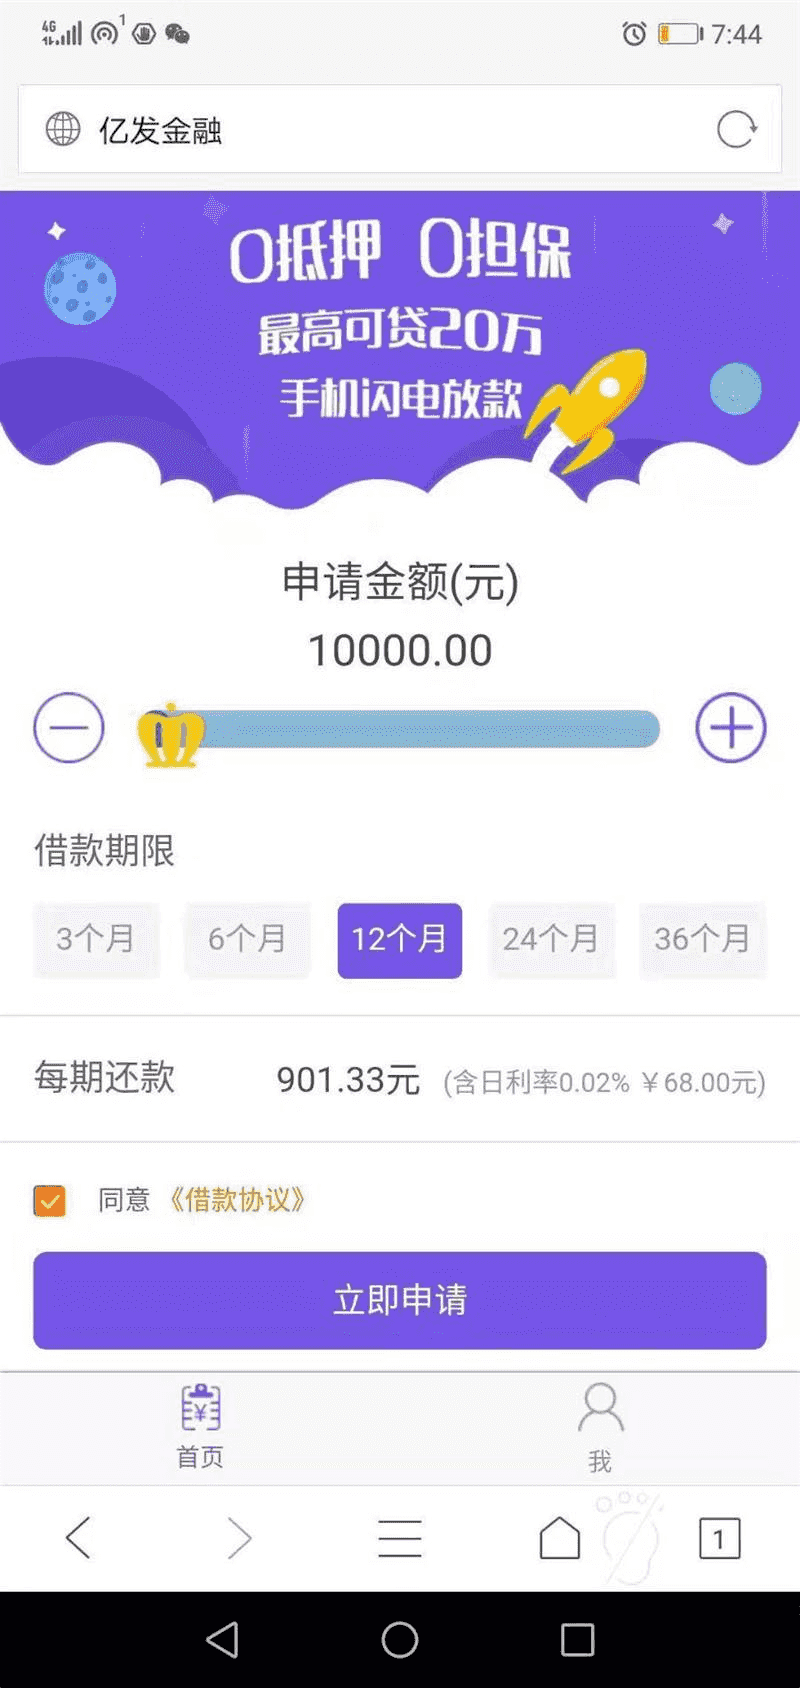 4G 1 7:44
亿发金融
0抵押 0担保
最高可贷20万
手机闪电放款
申请金额(元)
10000.00
借款期限
3个月 6个月 12个月 24个月 36个月
每期还款 901.33元 (含日利率0.02% ￥68.00元)
同意 《借款协议》
立即申请
首页 我
1